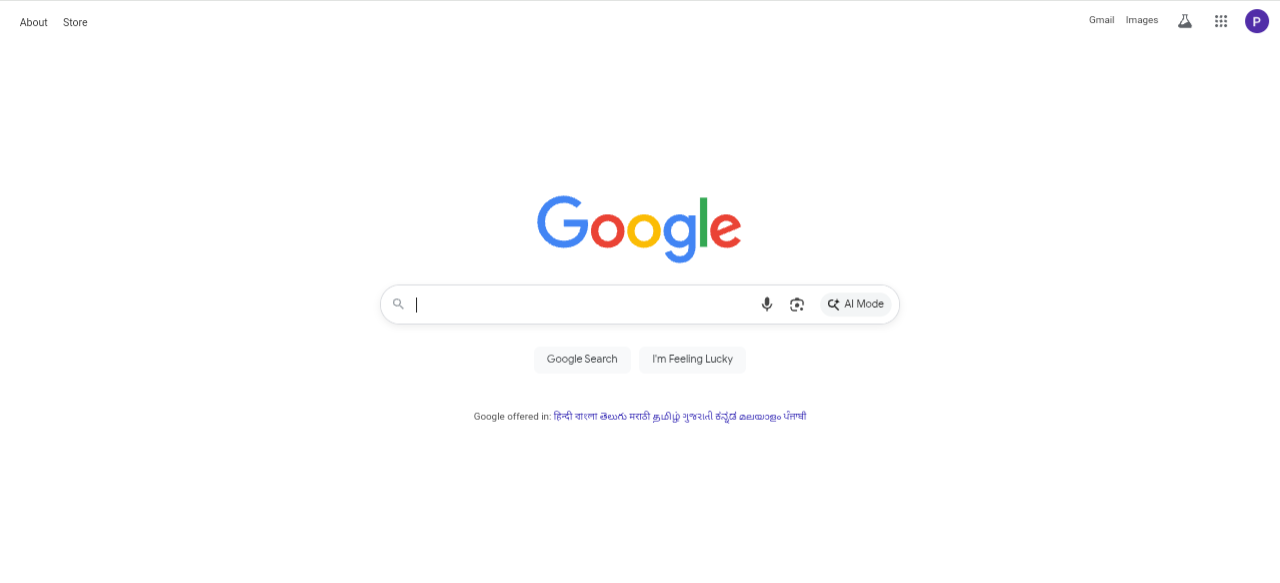 About Store
Gmail Images
P
Google
AI Mode
Google Search I'm Feeling Lucky
Google offered in: हिन्दी বাংলা తెలుగు मराठी தமிழ் ગુજરાતી ಕನ್ನಡ മലയാളം ਪੰਜਾਬੀ